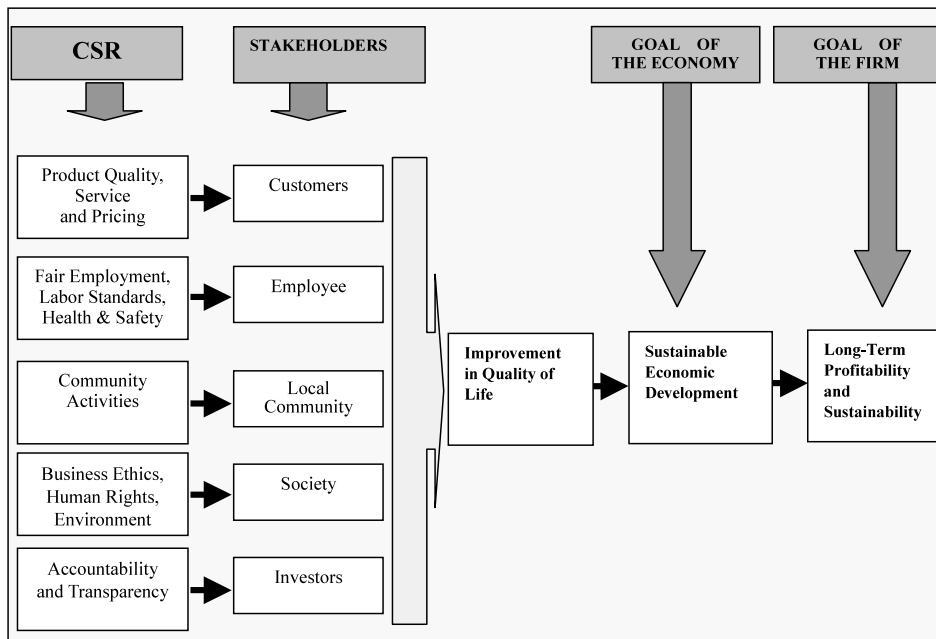 CSR
STAKEHOLDERS
GOAL OF
THE ECONOMY
GOAL OF
THE FIRM
Product Quality,
Service
and Pricing
Customers
Fair Employment,
Labor Standards,
Health & Safety
Employee
Community
Activities
Local
Community
Business Ethics,
Human Rights,
Environment
Society
Accountability
and Transparency
Investors
Improvement
in Quality of
Life
Sustainable
Economic
Development
Long-Term
Profitability
and
Sustainability